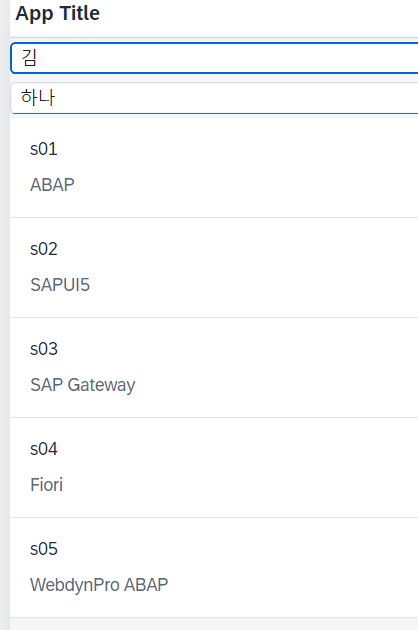 App Title
김
하나
s01
ABAP
s02
SAPUI5
s03
SAP Gateway
s04
Fiori
s05
WebdynPro ABAP